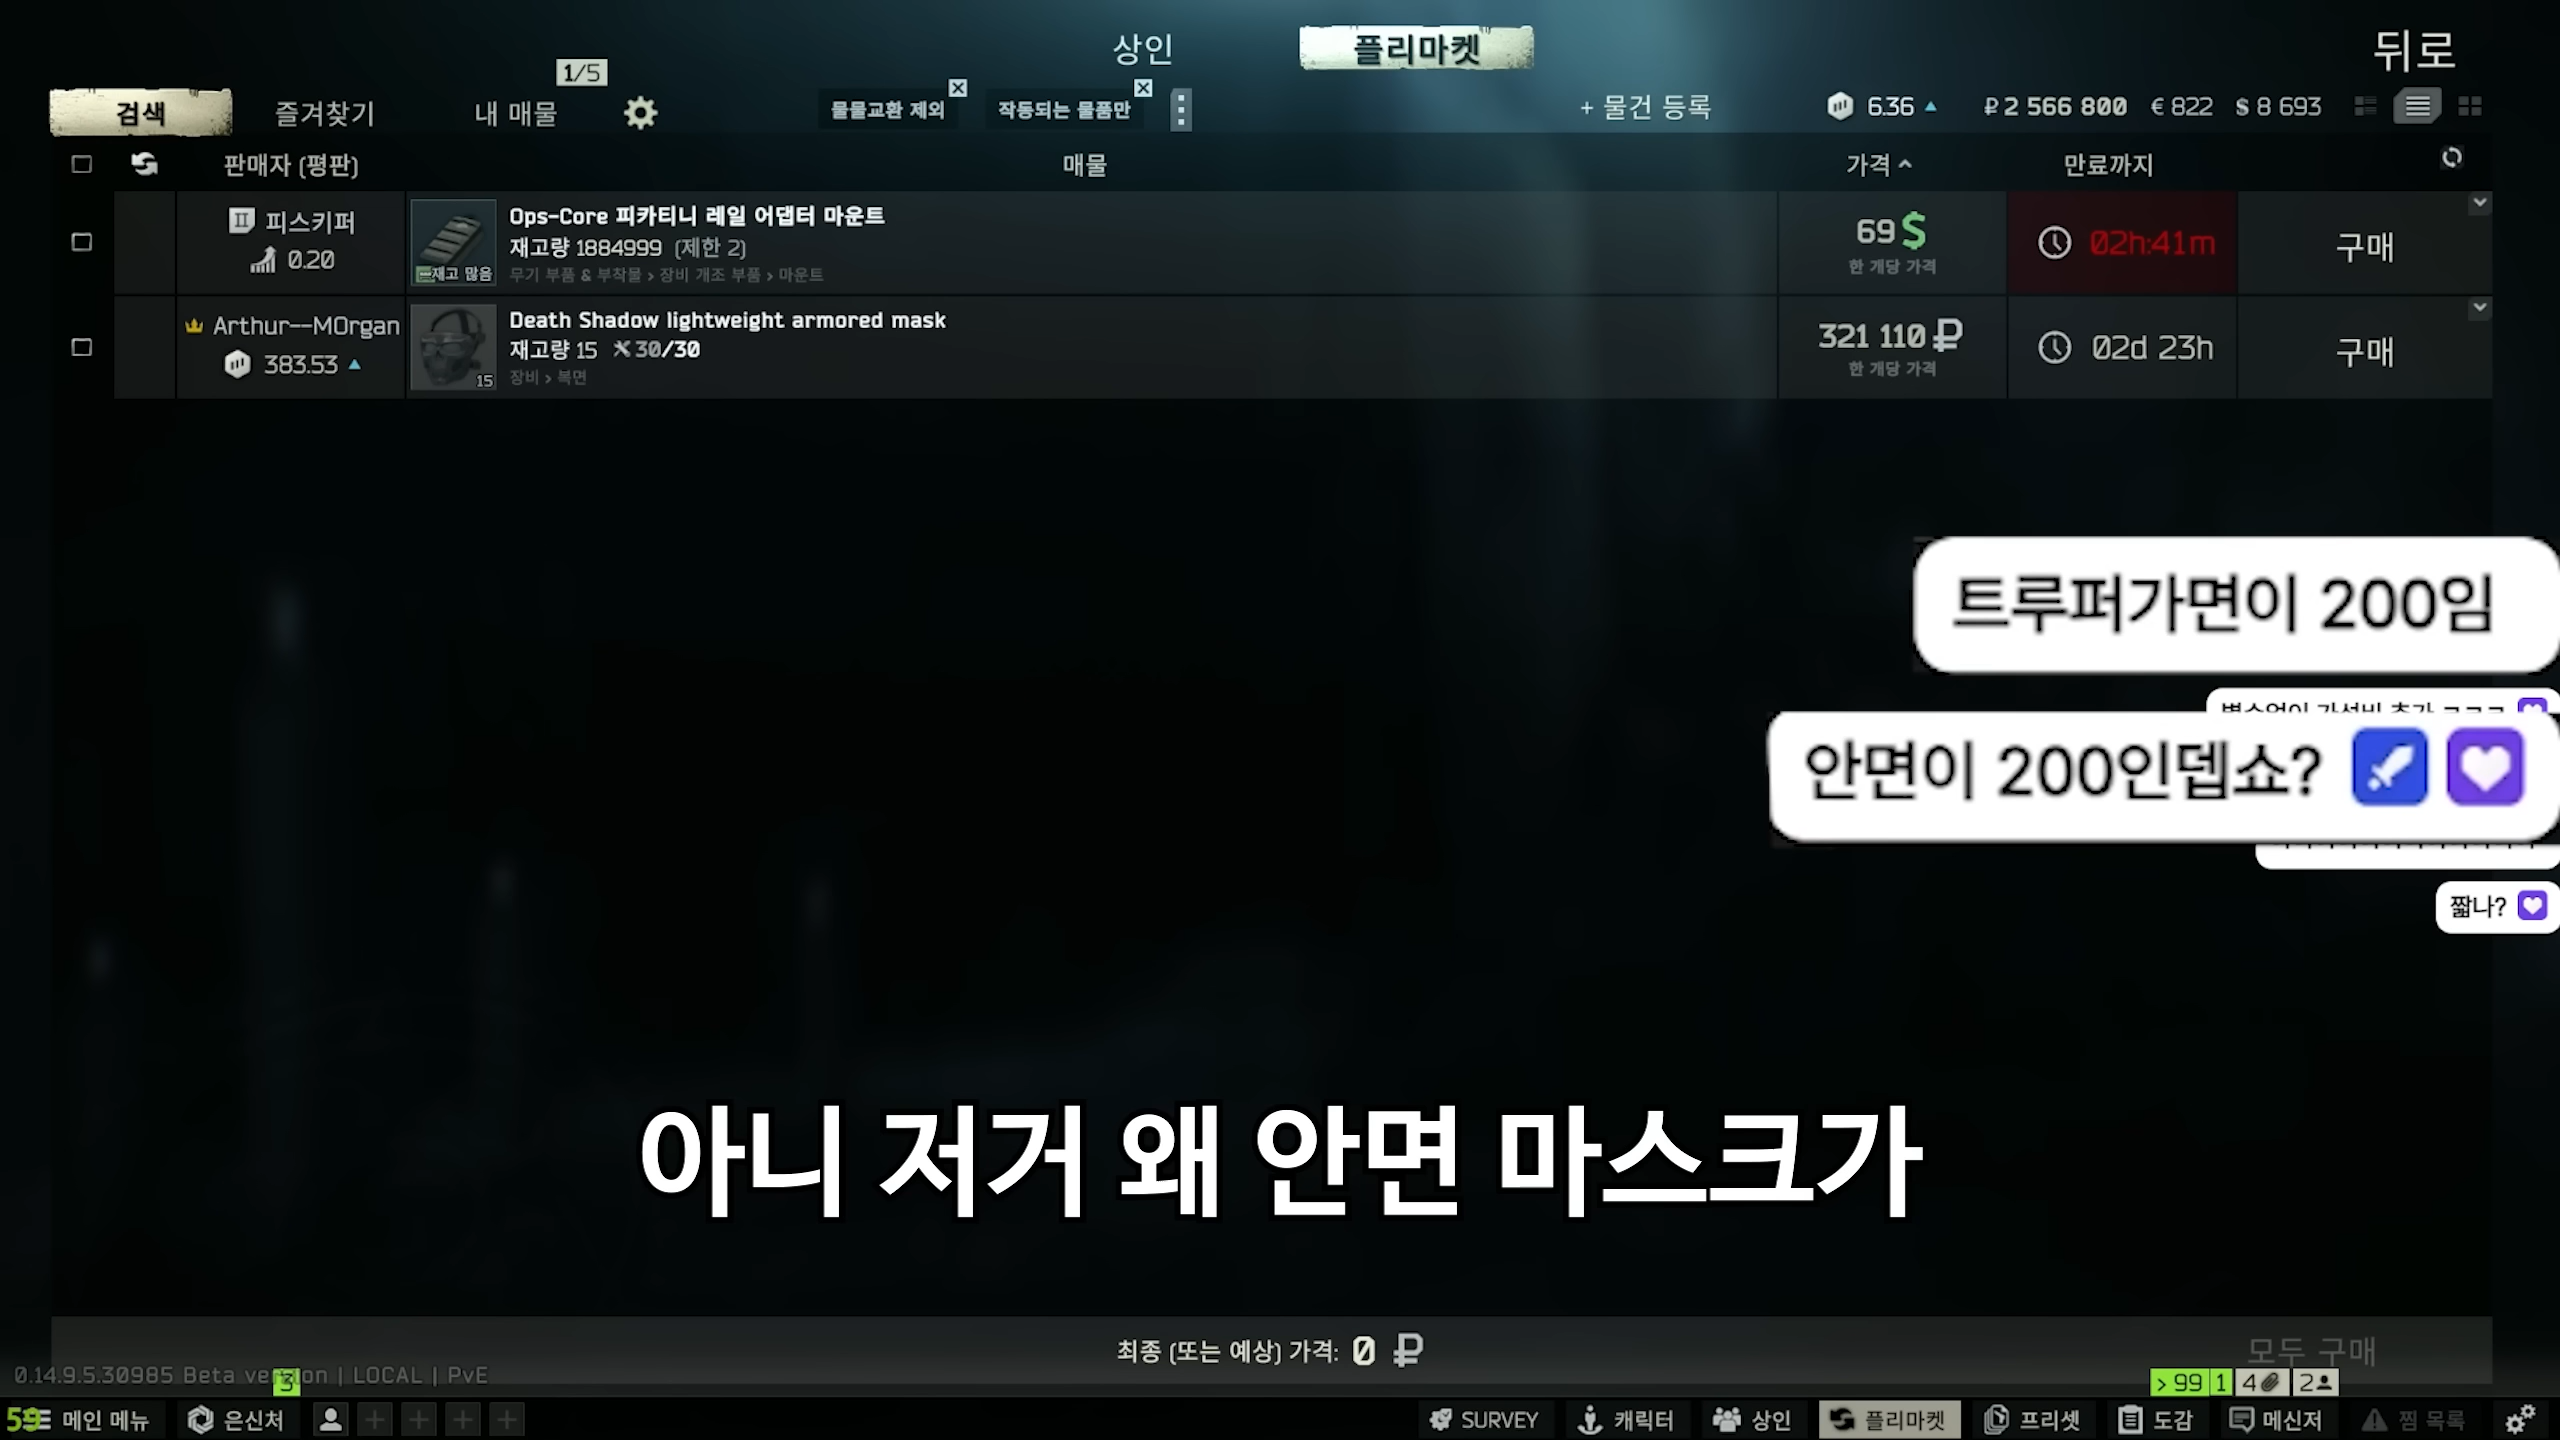 상인
플리마켓
뒤로
1/5
검색
즐겨찾기
내 매물
물물교환 제외
작동되는 물품만
+ 물건 등록
6.36
₽ 2 566 800
€ 822
$ 8 693
판매자 (평판)
매물
가격
만료까지
II 피스키퍼
0.20
재고 많음
Ops-Core 피카티니 레일 어댑터 마운트
재고량 1884999 (제한 2)
무기 부품 & 부착물 > 장비 개조 부품 > 마운트
69 $
한 개당 가격
02h:41m
구매
Arthur--M0rgan
383.53
15
Death Shadow lightweight armored mask
재고량 15 30/30
장비 > 복면
321 110 ₽
한 개당 가격
02d 23h
구매
트루퍼가면이 200임
안면이 200인뎁쇼?
짧나?
아니 저거 왜 안면 마스크가
최종 (또는 예상) 가격: 0 ₽
모두 구매
0.14.9.5.30985 Beta version | LOCAL | PvE
3
> 99 1
4
2
59
메인 메뉴
은신처
SURVEY
캐릭터
상인
플리마켓
프리셋
도감
메신저
찜 목록